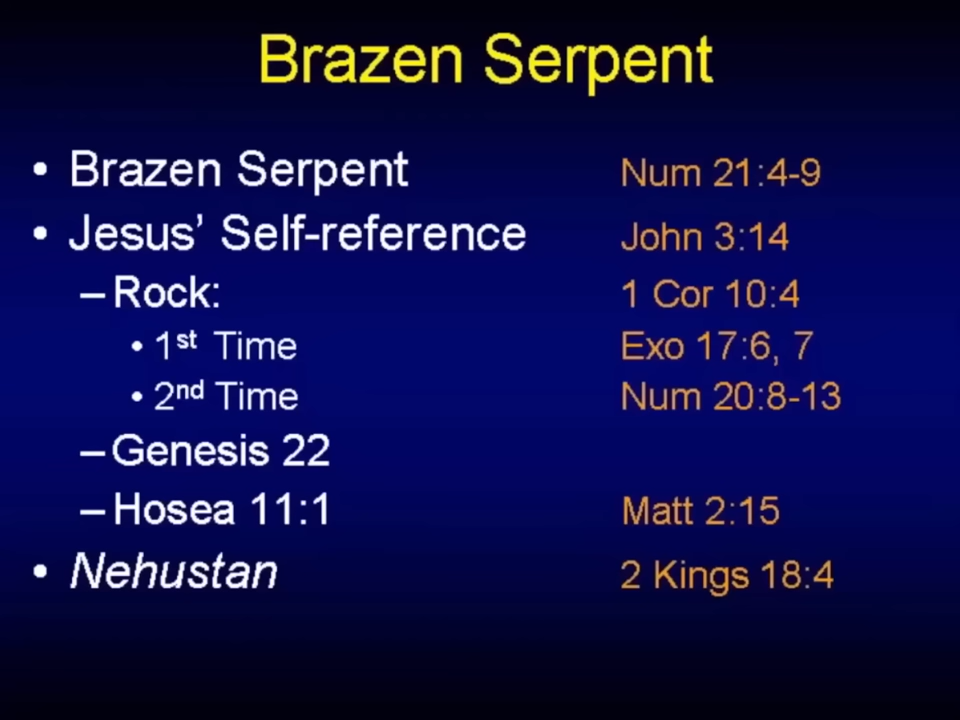 Brazen Serpent
• Brazen Serpent Num 21:4-9
• Jesus’ Self-reference John 3:14
– Rock: 1 Cor 10:4
• 1st Time Exo 17:6, 7
• 2nd Time Num 20:8-13
– Genesis 22
– Hosea 11:1 Matt 2:15
• Nehustan 2 Kings 18:4